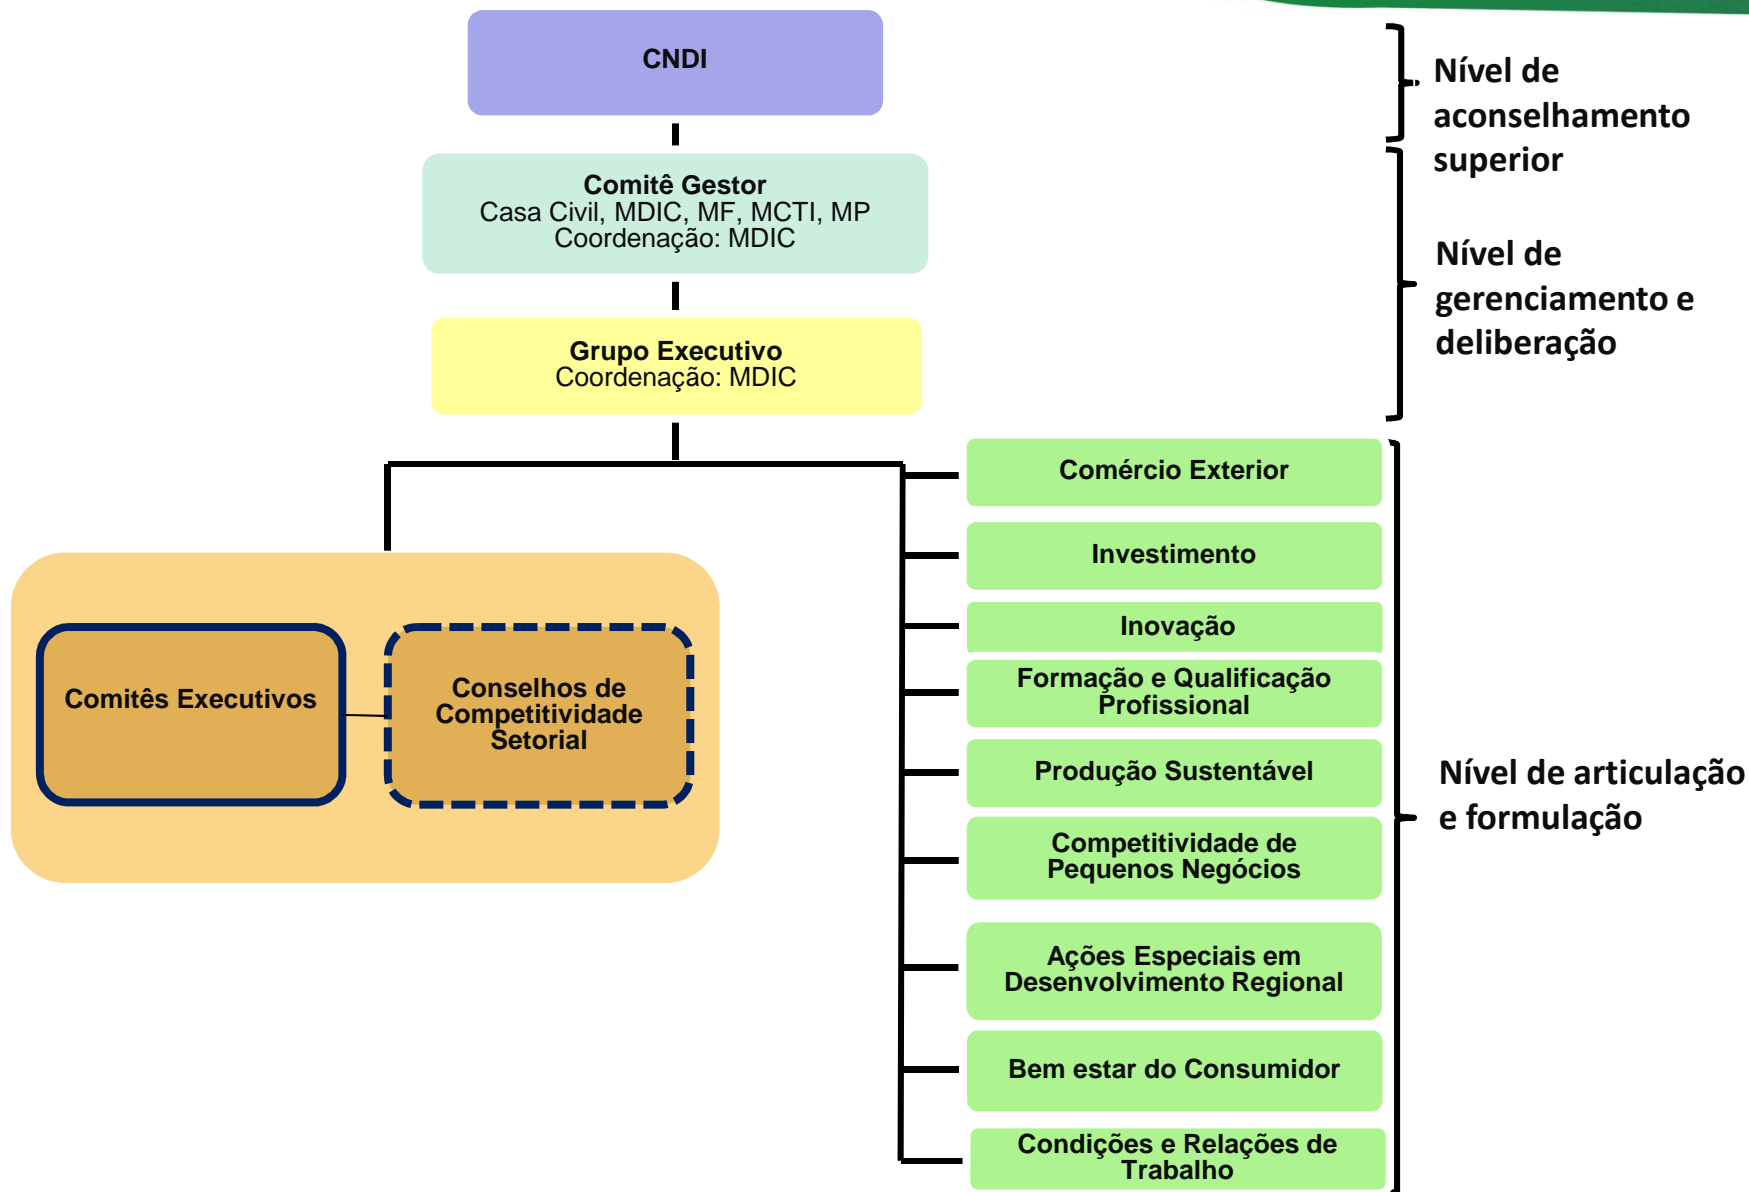 CNDI
Nível de
aconselhamento
superior
Comitê Gestor
Casa Civil, MDIC, MF, MCTI, MP
Coordenação: MDIC
Nível de
gerenciamento e
deliberação
Grupo Executivo
Coordenação: MDIC
Comércio Exterior
Investimento
Inovação
Formação e Qualificação
Profissional
Comitês Executivos
Conselhos de
Competitividade
Setorial
Produção Sustentável
Nível de articulação
e formulação
Competitividade de
Pequenos Negócios
Ações Especiais em
Desenvolvimento Regional
Bem estar do Consumidor
Condições e Relações de
Trabalho